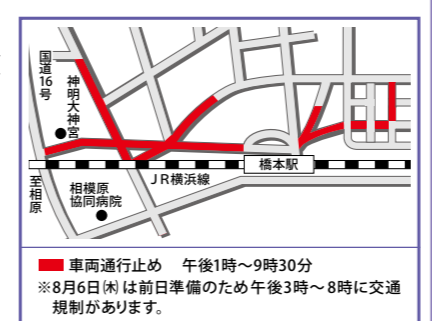 国道16号
神明大神宮
橋本駅
JR横浜線
至相原
相模原
協同病院
車両通行止め 午後1時〜9時30分
※8月6日㈭は前日準備のため午後3時〜8時に交通
規制があります。